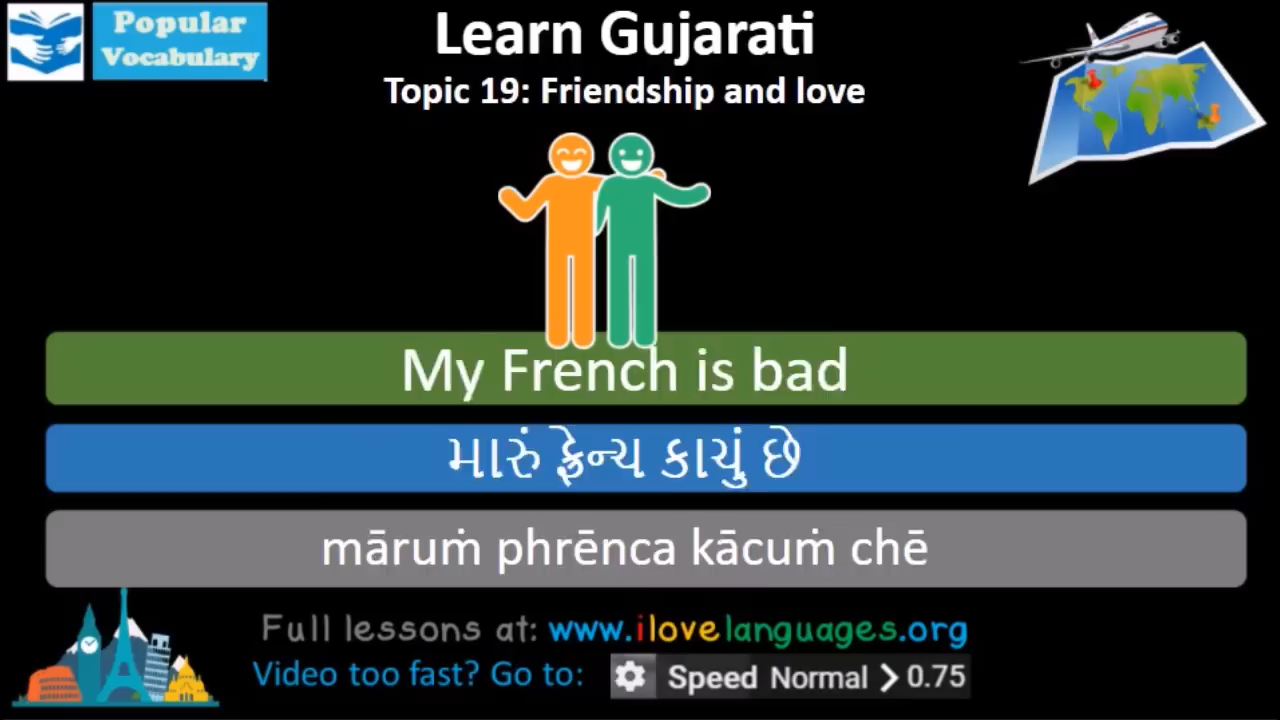 Popular
Vocabulary
Learn Gujarati
Topic 19: Friendship and love
My French is bad
મારું ફ્રેન્ચ કાચું છે
māruṁ phrēnca kācuṁ chē
Full lessons at: www.ilovelanguages.org
Video too fast? Go to: Speed Normal > 0.75